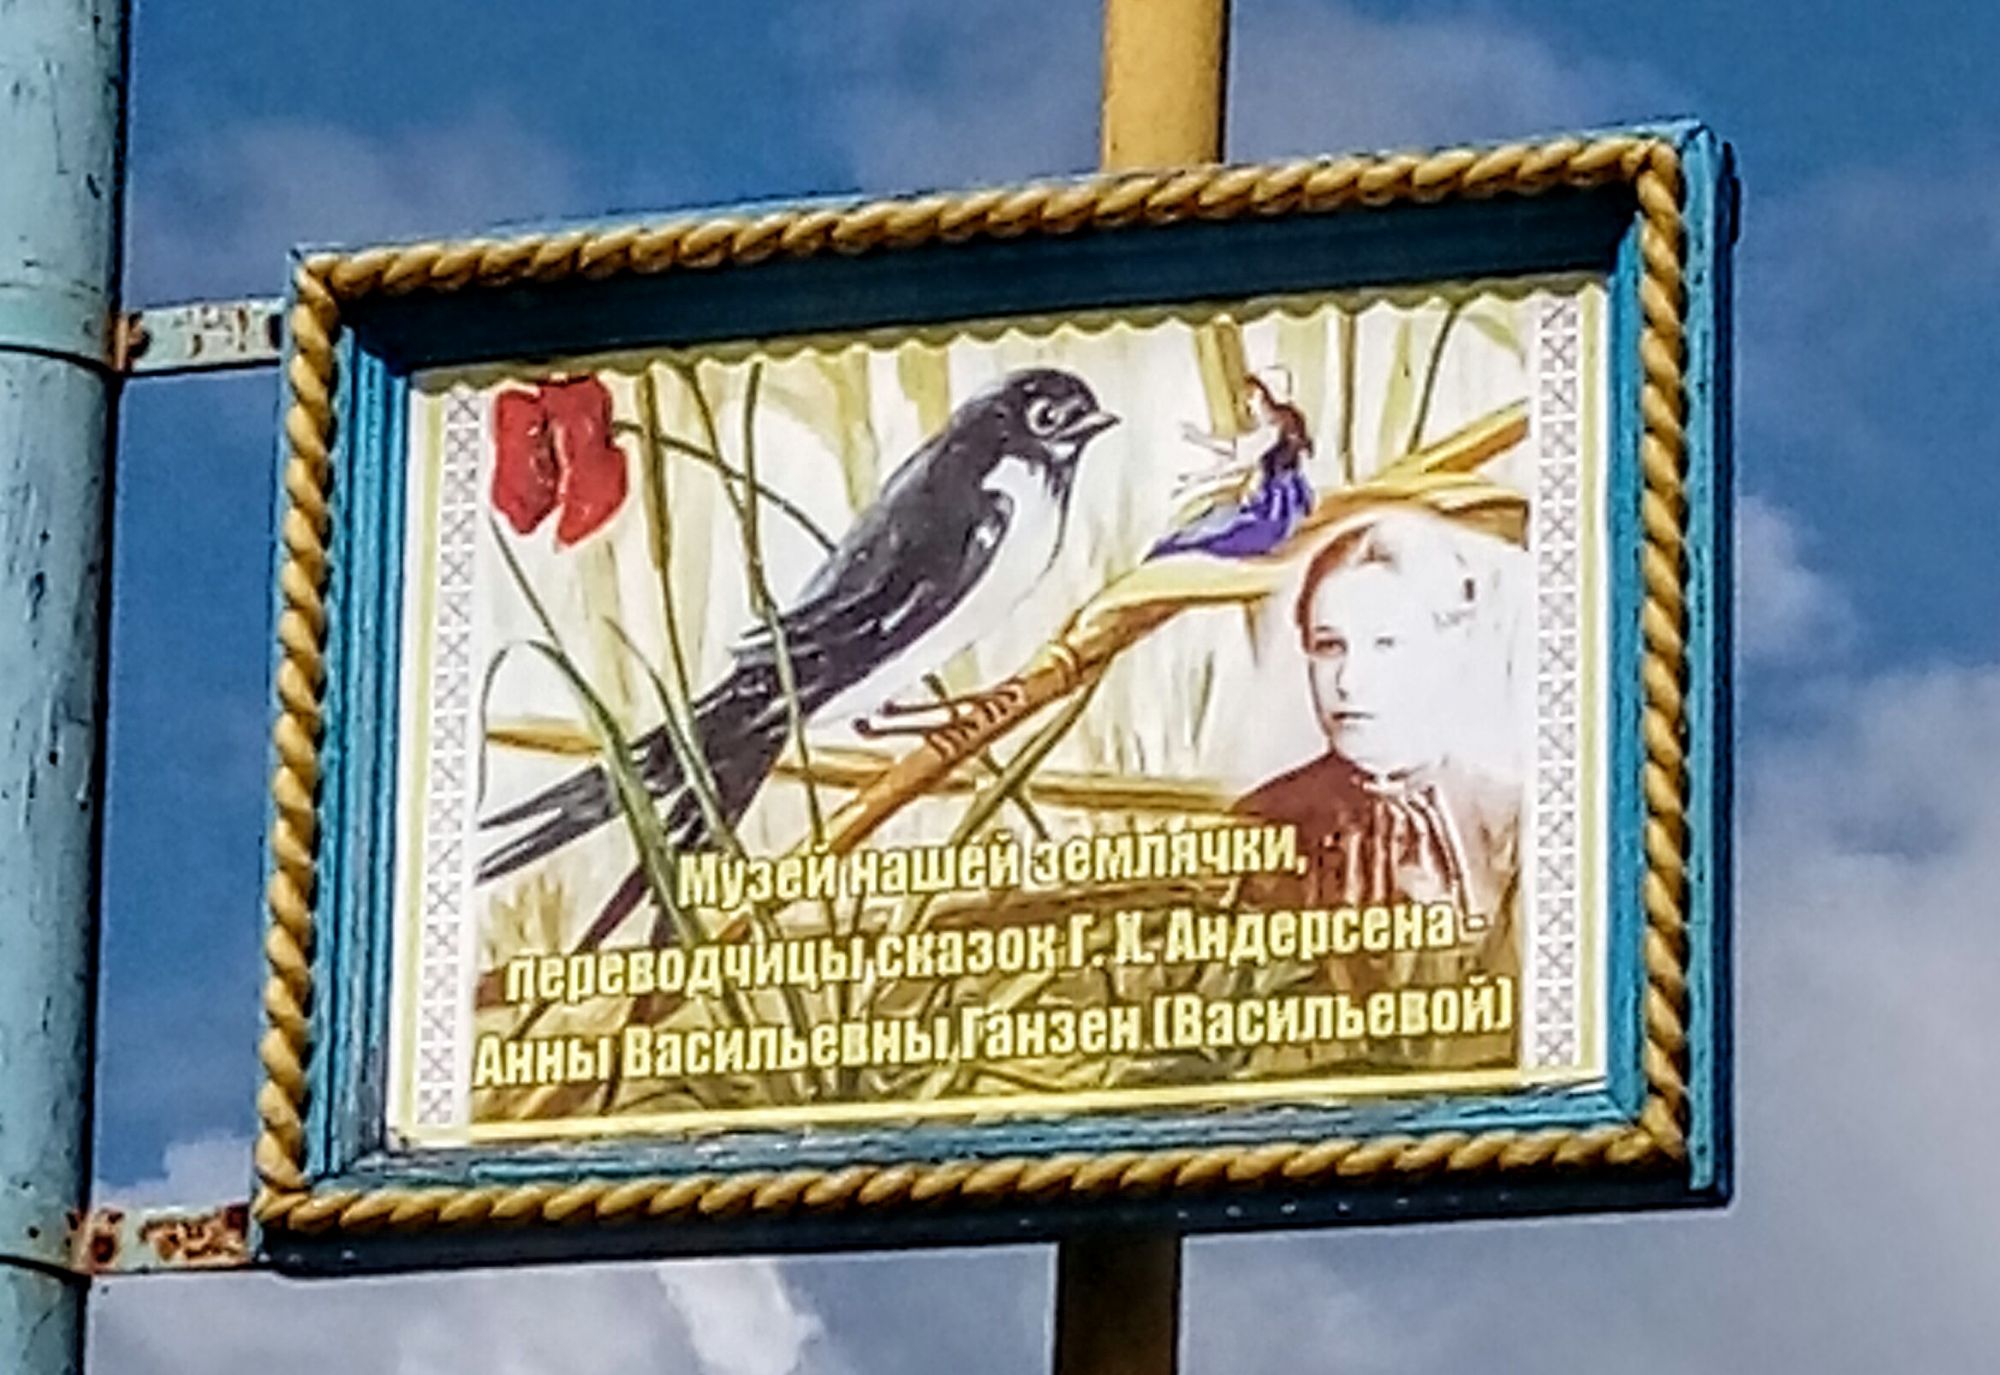 Музей нашей землячки,
переводчицы сказок Г. Х. Андерсена -
Анны Васильевны Ганзен (Васильевой)